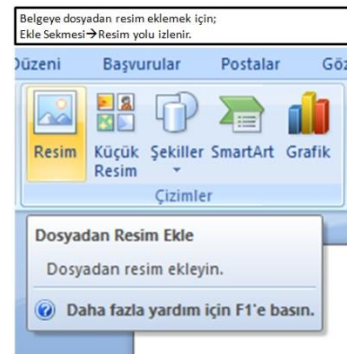 Belgeye dosyadan resim eklemek için;
Ekle Sekmesi→Resim yolu izlenir.
Düzeni Başvurular Postalar Göz
Resim Küçük Resim Şekiller SmartArt Grafik
Çizimler
Dosyadan Resim Ekle
Dosyadan resim ekleyin.
Daha fazla yardım için F1'e basın.